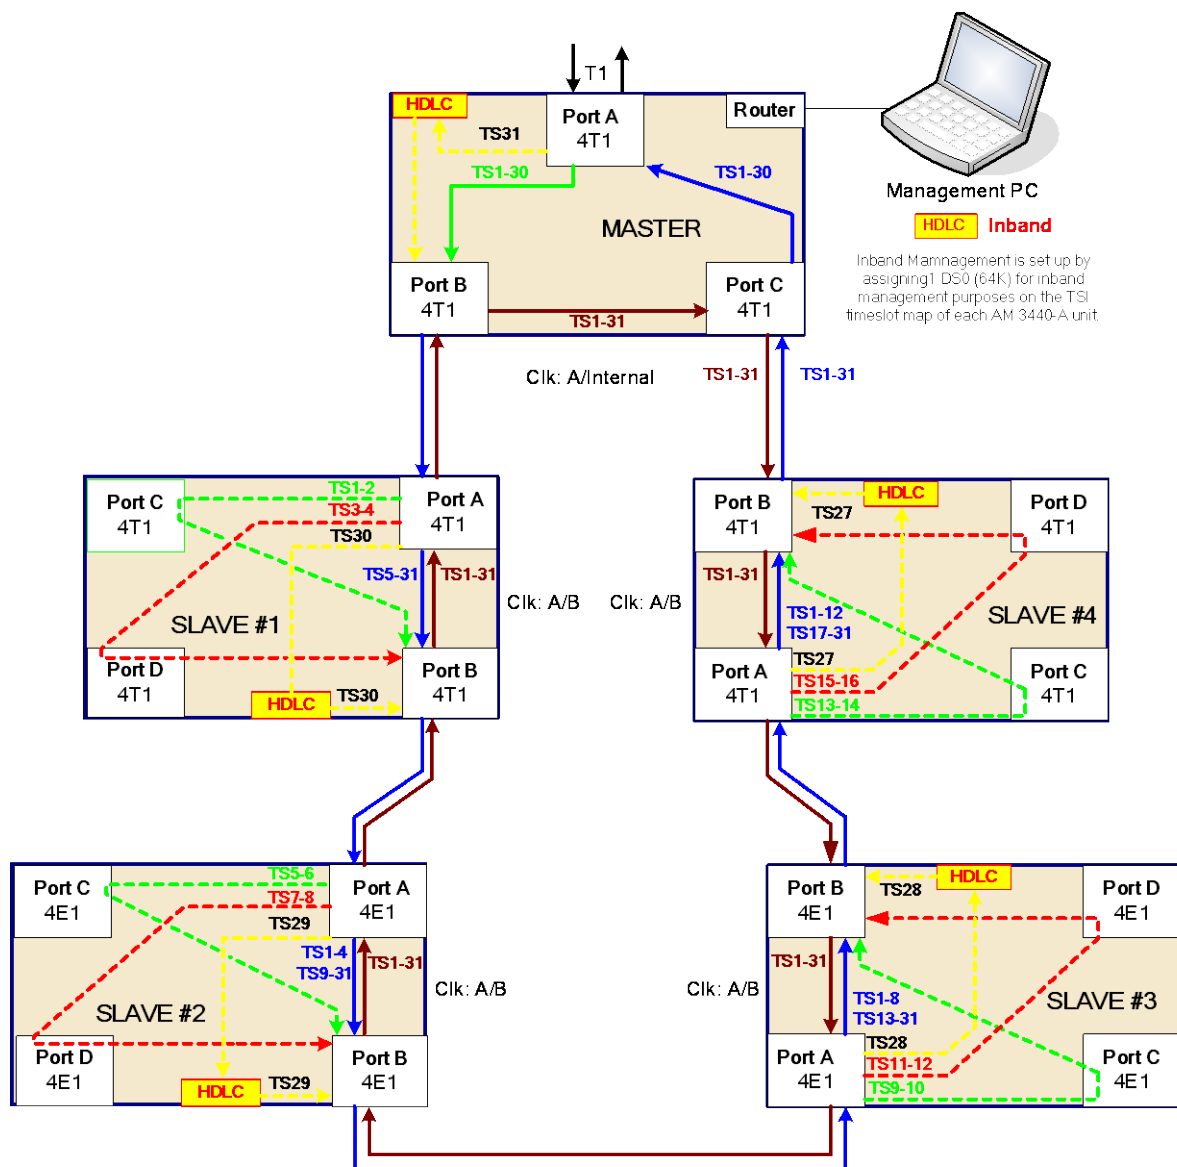 T1
HDLC
Port A
4T1
Router
TS31
TS1-30
TS1-30
Management PC
HDLC Inband
MASTER
Inband Mamnagement is set up by
assigning1 DS0 (64K) for inband
management purposes on the TSI
timeslot map of each AM 3440-A unit.
Port B
4T1
Port C
4T1
TS1-31
Clk: A/Internal
TS1-31
TS1-31
Port C
4T1
TS1-2
TS3-4
TS30
Port A
4T1
TS5-31
TS1-31
SLAVE #1
Clk: A/B
Port D
4T1
HDLC
TS30
Port B
4T1
Port B
4T1
HDLC
TS27
Port D
4T1
TS1-31
Clk: A/B
TS1-12
TS17-31
SLAVE #4
Port A
4T1
TS27
TS15-16
TS13-14
Port C
4T1
Port C
4E1
TS5-6
TS7-8
TS29
Port A
4E1
TS1-4
TS9-31
TS1-31
SLAVE #2
Clk: A/B
Port D
4E1
HDLC
TS29
Port B
4E1
Port B
4E1
HDLC
TS28
Port D
4E1
TS1-31
Clk: A/B
TS1-8
TS13-31
SLAVE #3
Port A
4E1
TS28
TS11-12
TS9-10
Port C
4E1